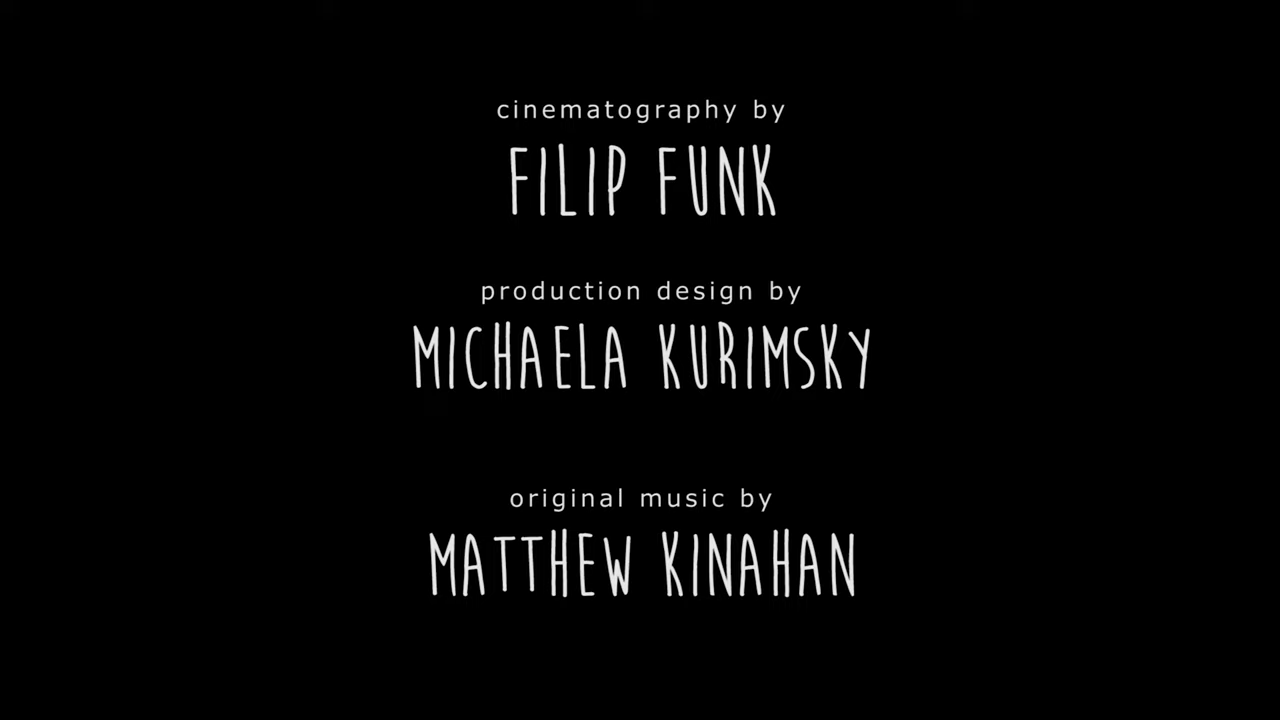 cinematography by
FILIP FUNK
production design by
MICHAELA KURIMSKY
original music by
MATTHEW KINAHAN